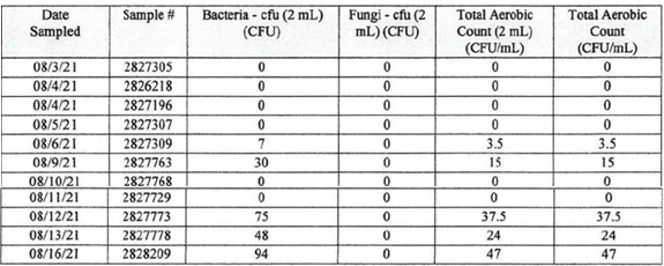 Date Sampled | Sample # | Bacteria - cfu (2 mL) (CFU) | Fungi - cfu (2 mL) (CFU) | Total Aerobic Count (2 mL) (CFU/mL) | Total Aerobic Count (CFU/mL)
08/3/21 | 2827305 | 0 | 0 | 0 | 0
08/4/21 | 2826218 | 0 | 0 | 0 | 0
08/4/21 | 2827196 | 0 | 0 | 0 | 0
08/5/21 | 2827307 | 0 | 0 | 0 | 0
08/6/21 | 2827309 | 7 | 0 | 3.5 | 3.5
08/9/21 | 2827763 | 30 | 0 | 15 | 15
08/10/21 | 2827768 | 0 | 0 | 0 | 0
08/11/21 | 2827729 | 0 | 0 | 0 | 0
08/12/21 | 2827773 | 75 | 0 | 37.5 | 37.5
08/13/21 | 2827778 | 48 | 0 | 24 | 24
08/16/21 | 2828209 | 94 | 0 | 47 | 47